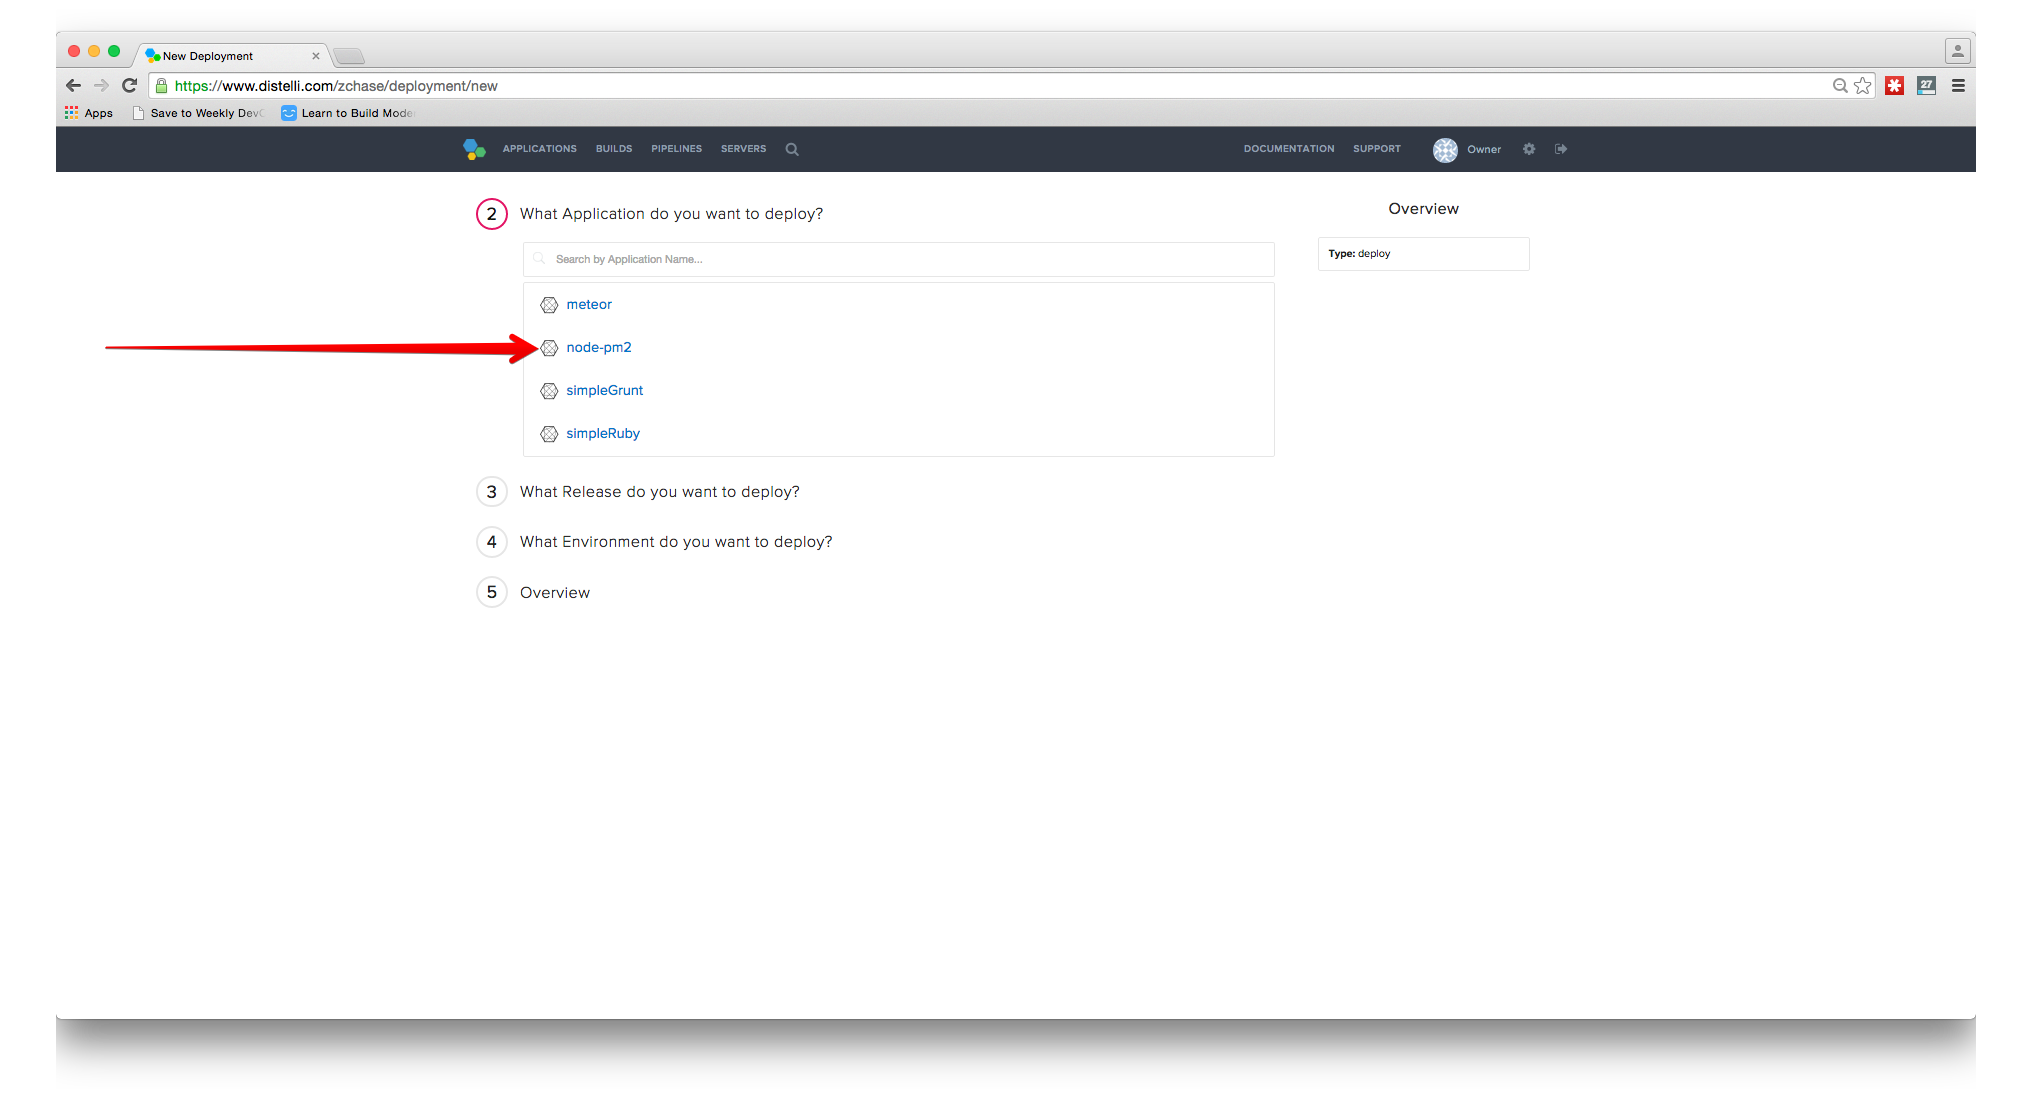 New Deployment
https://www.distelli.com/zchase/deployment/new
27
Apps
Save to Weekly Dev
Learn to Build Mode
APPLICATIONS BUILDS PIPELINES SERVERS
DOCUMENTATION SUPPORT Owner
2 What Application do you want to deploy?
Search by Application Name...
meteor
node-pm2
simpleGrunt
simpleRuby
3 What Release do you want to deploy?
4 What Environment do you want to deploy?
5 Overview
Overview
Type: deploy